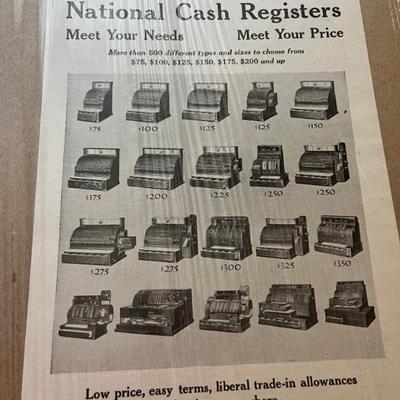 National Cash Registers
Meet Your Needs Meet Your Price
More than 500 different types and sizes to choose from
$75, $100, $125, $150, $175, $200 and up
$75 $100 $125 $125 $150
$175 $200 $225 $250 $250
$275 $275 $300 $325 $350
Low price, easy terms, liberal trade-in allowances